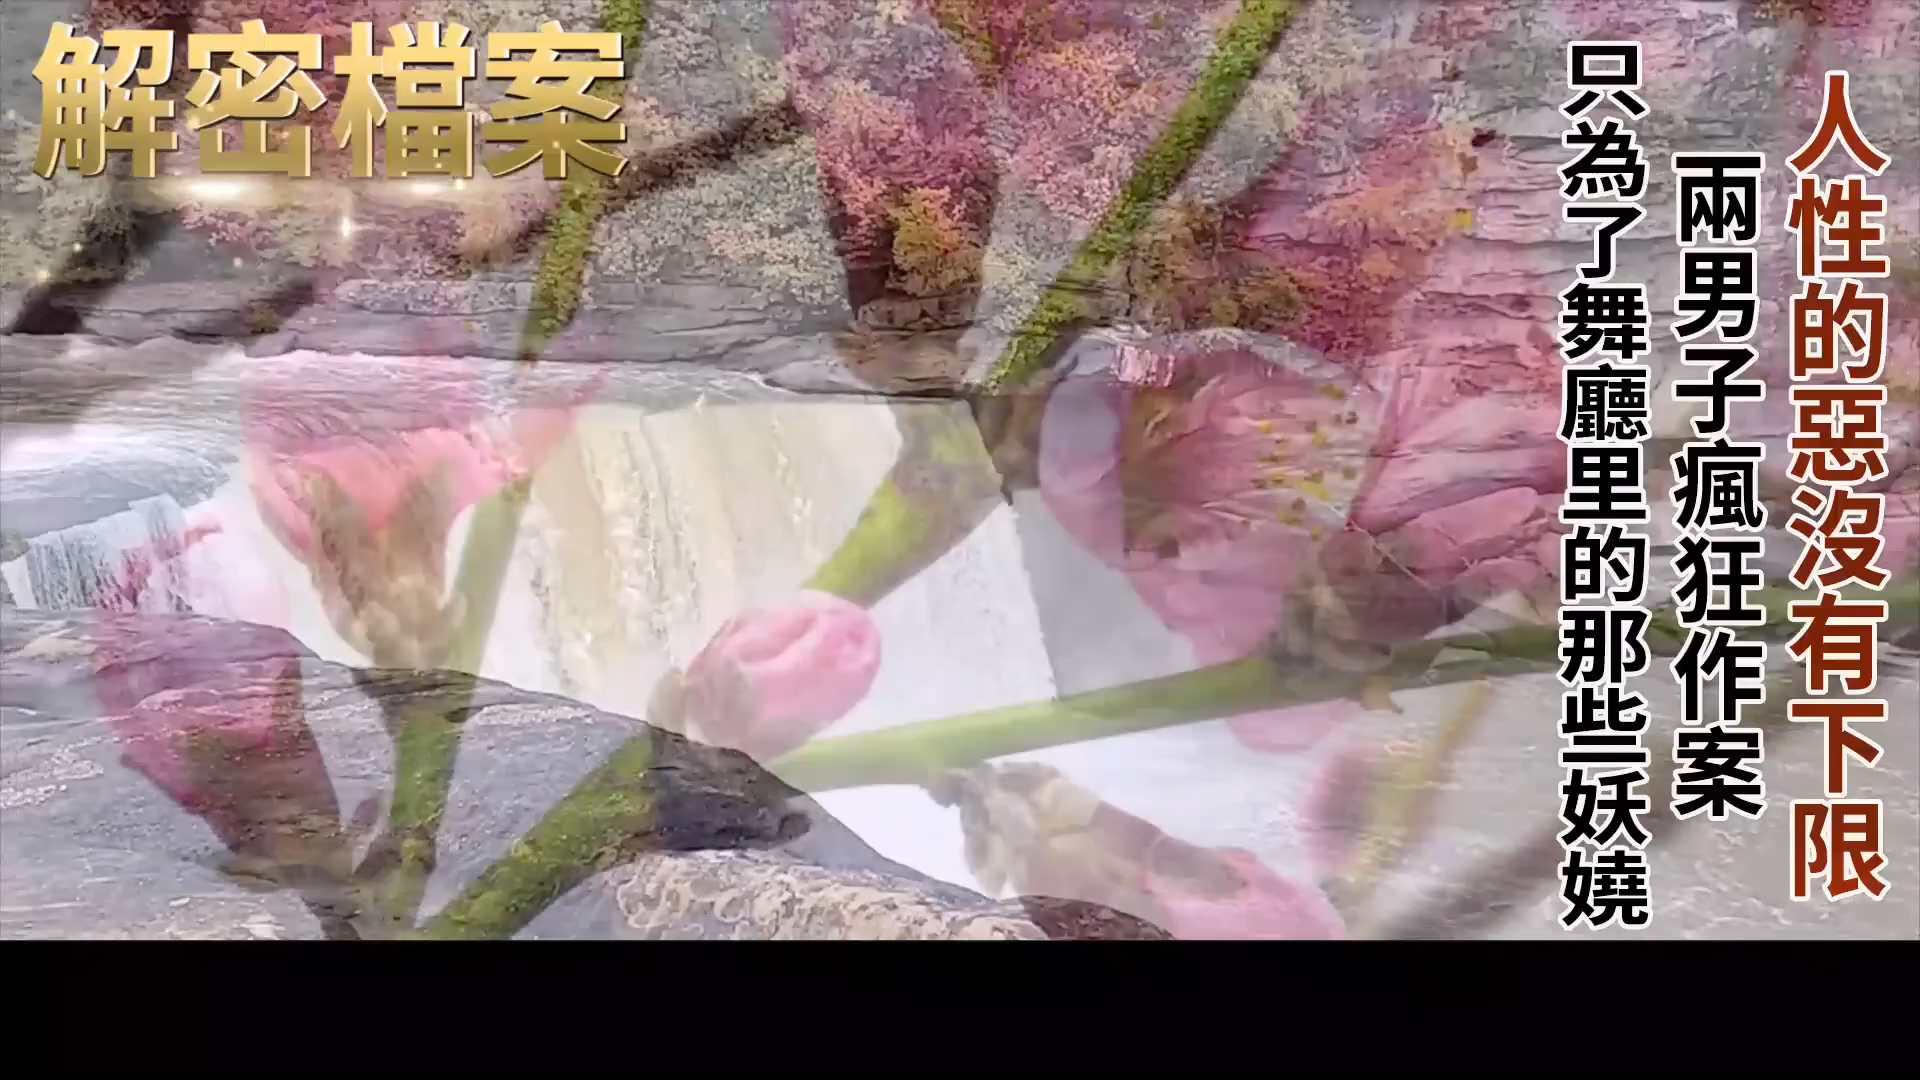 解密檔案
人性的惡沒有下限
兩男子瘋狂作案
只為了舞廳里的那些妖嬈